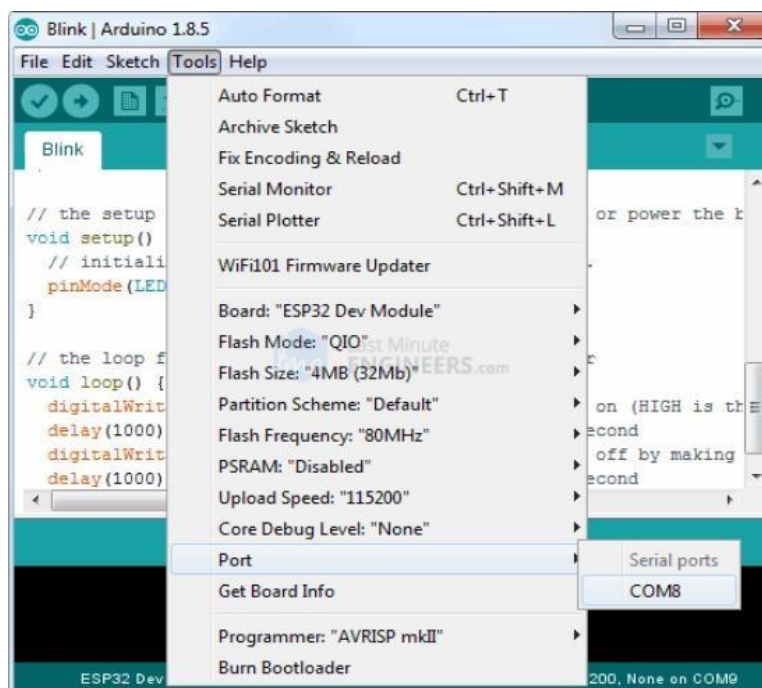 Blink | Arduino 1.8.5
File Edit Sketch Tools Help
Auto Format Ctrl+T
Archive Sketch
Blink
Fix Encoding & Reload
Serial Monitor Ctrl+Shift+M
// the setup or power the b
Serial Plotter Ctrl+Shift+L
void setup()
// initiali .
WiFi101 Firmware Updater
pinMode(LED
}
Board: "ESP32 Dev Module"
Flash Mode: "QIO"
Last Minute
ENGINEERS.com
// the loop f r
Flash Size: "4MB (32Mb)"
void loop() {
Partition Scheme: "Default"
digitalWrit on (HIGH is th
delay(1000) econd
Flash Frequency: "80MHz"
digitalWrit off by making
PSRAM: "Disabled"
delay(1000) econd
Upload Speed: "115200"
Core Debug Level: "None"
Port
Serial ports
COM8
Get Board Info
Programmer: "AVRISP mkII"
Burn Bootloader
ESP32 Dev 200, None on COM9